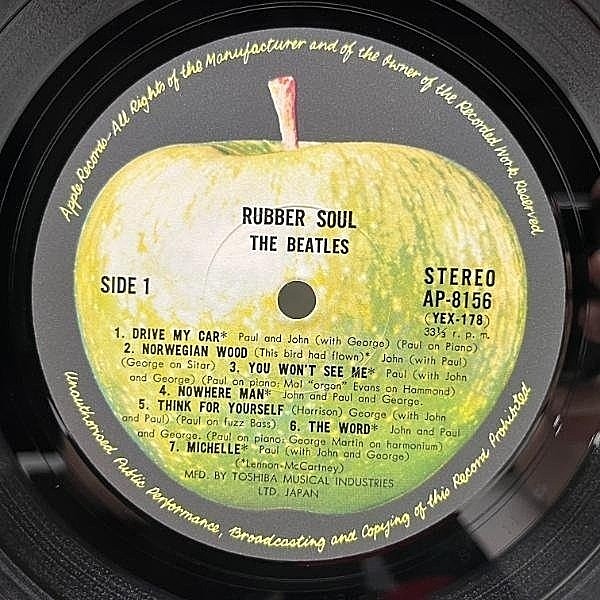 Apple Records-All Rights of the Manufacturer and of the Owner of the Recorded Work Reserved
RUBBER SOUL
THE BEATLES
SIDE 1
STEREO
AP-8156
(YEX-178)
33⅓ r. p. m.
1. DRIVE MY CAR* Paul and John (with George) (Paul on Piano)
2. NORWEGIAN WOOD (This bird had flown)* John (with Paul)
(George on Sitar) 3. YOU WON'T SEE ME* Paul (with John
and George) (Paul on piano: Mal "organ" Evans on Hammond)
4. NOWHERE MAN* John and Paul and George
5. THINK FOR YOURSELF (Harrison) George (with John
and Paul) (Paul on fuzz Bass) 6. THE WORD* John and Paul
and George. (Paul on piano: George Martin on harmonium)
7. MICHELLE* Paul (with John and George)
(*Lennon-McCartney)
MFD. BY TOSHIBA MUSICAL INDUSTRIES
LTD. JAPAN
Unauthorised Public Performance, Broadcasting and Copying of this Record Prohibited